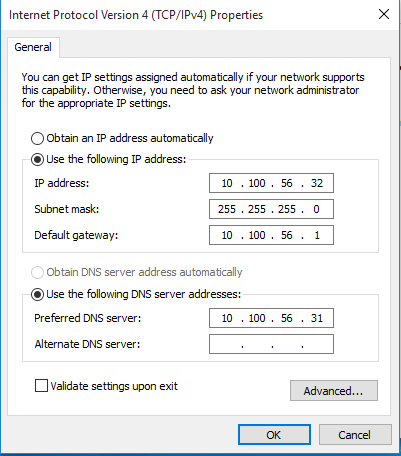 Internet Protocol Version 4 (TCP/IPv4) Properties
General
You can get IP settings assigned automatically if your network supports
this capability. Otherwise, you need to ask your network administrator
for the appropriate IP settings.
Obtain an IP address automatically
Use the following IP address:
IP address: 10 . 100 . 56 . 32
Subnet mask: 255 . 255 . 255 . 0
Default gateway: 10 . 100 . 56 . 1
Obtain DNS server address automatically
Use the following DNS server addresses:
Preferred DNS server: 10 . 100 . 56 . 31
Alternate DNS server: . . .
Validate settings upon exit
Advanced...
OK Cancel